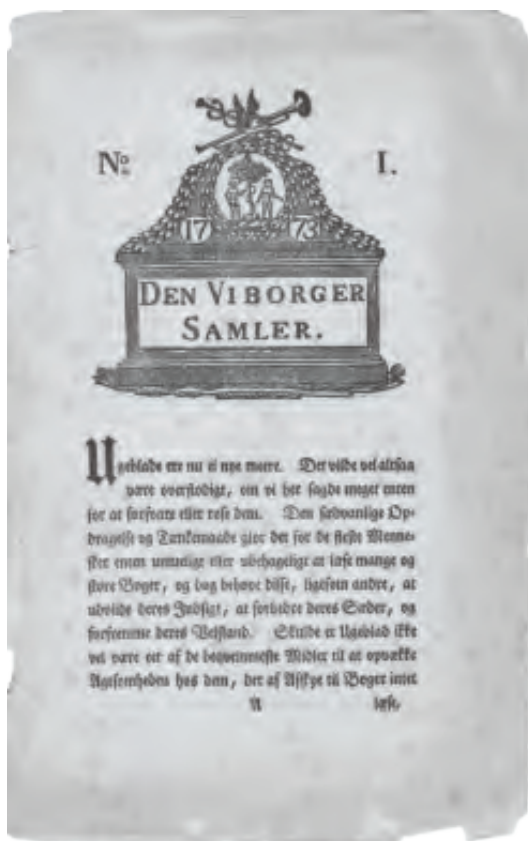 No. I.
17 73
DEN VIBORGER
SAMLER.
Ugeblade ere nu ei nye meere. Det vilde vel altsaa
være overflødigt, om vi her sagde meget enten
for at forsvare eller rose dem. Den sædvanlige Op-
dragelse og Tænkemaade giør det for de fleste Menne-
sker enten umuelige eller ubehageligt at læse mange og
store Bøger, og dog behøve disse, ligesom andre, at
udvide deres Indsigt, at forbedre deres Sæder, og
forfremme deres Velstand. Skulde et Ugeblad ikke
vel være eet af de beqvemmeste Midler til at opvække
Agtsomheden hos dem, der af Afskye til Bøger intet
A læse,